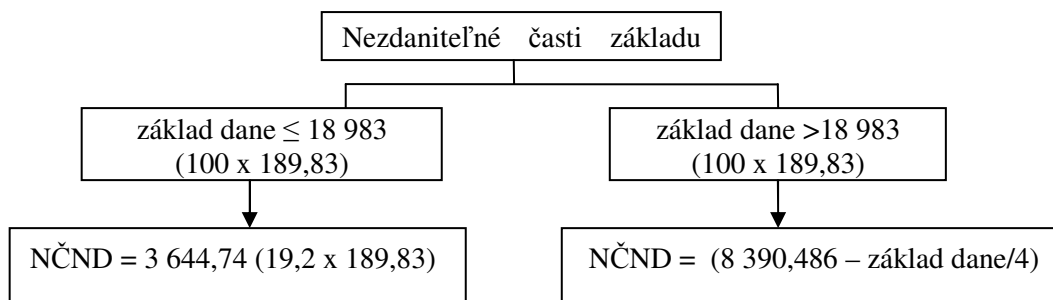 Nezdaniteľné časti základu
základ dane ≤ 18 983
(100 x 189,83)
základ dane >18 983
(100 x 189,83)
NČND = 3 644,74 (19,2 x 189,83)
NČND = (8 390,486 – základ dane/4)